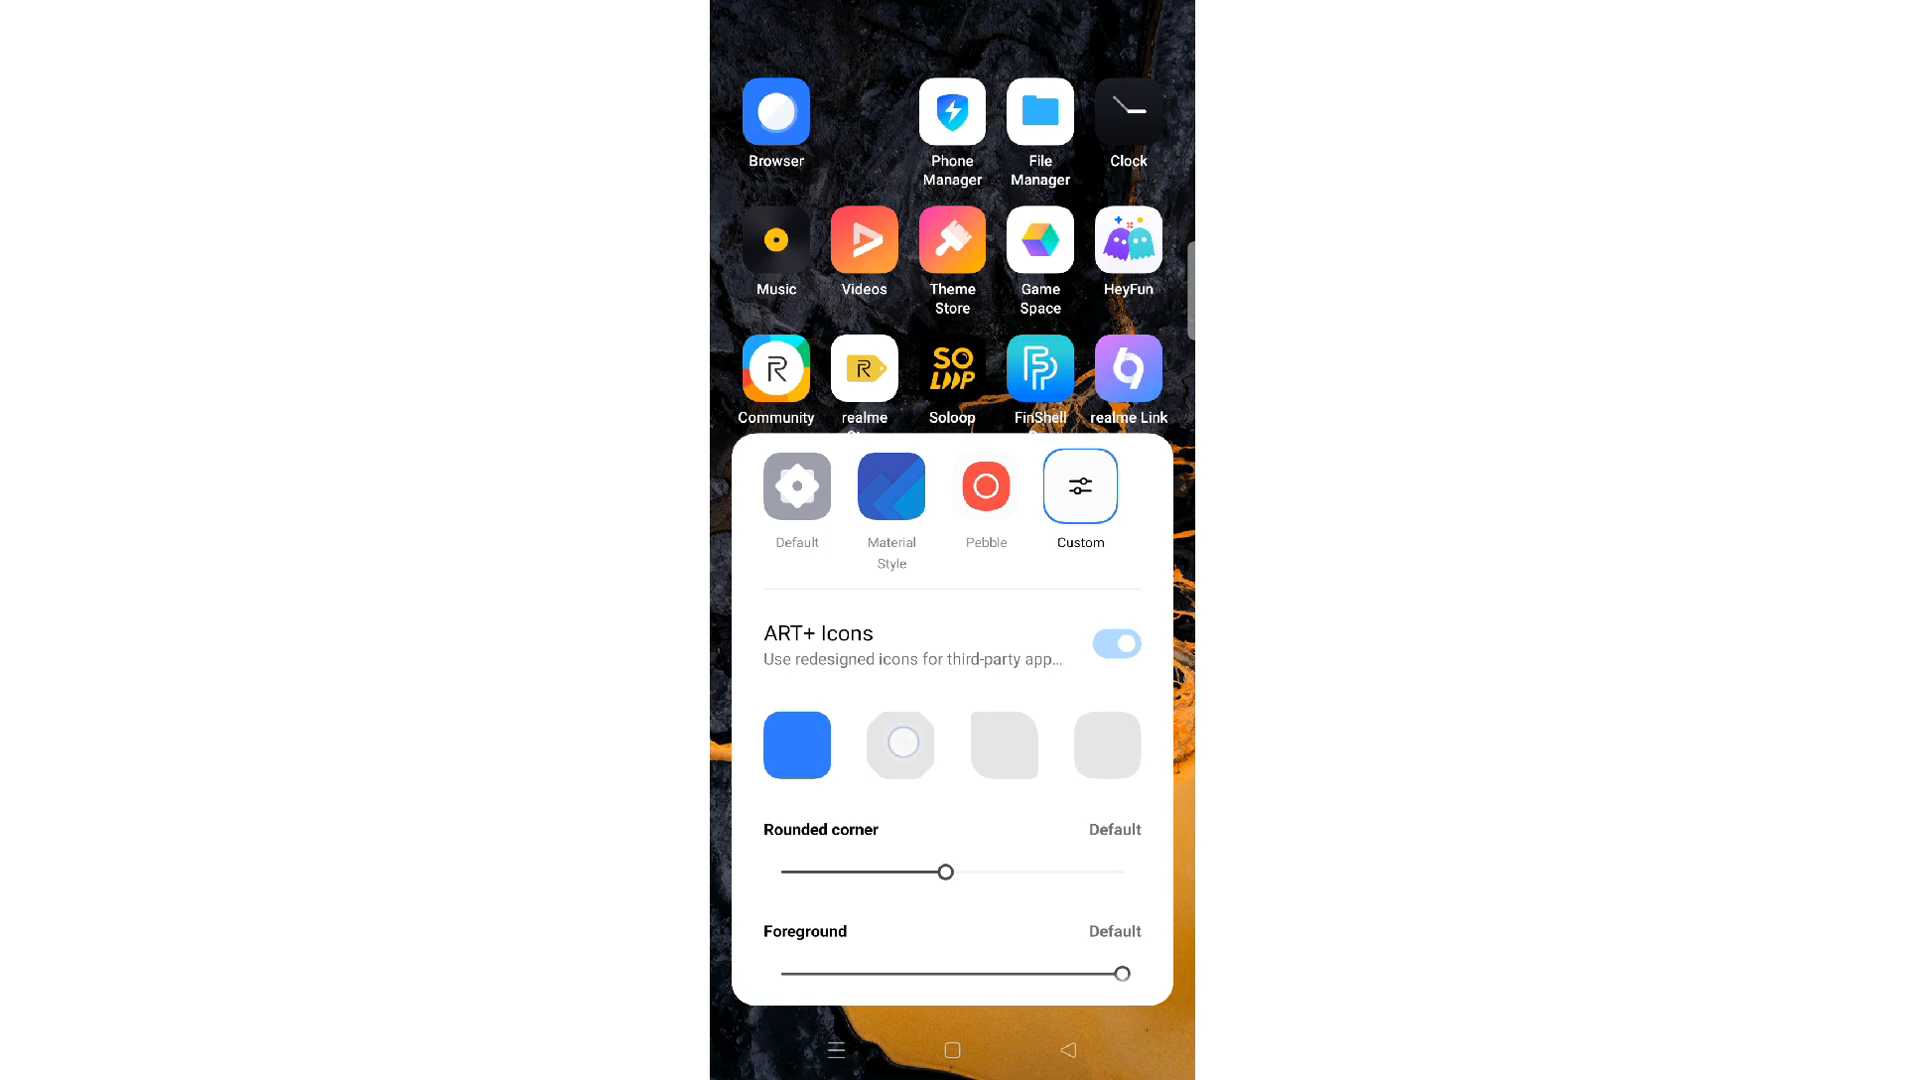 Browser
Phone
Manager
File
Manager
Clock
Music
Videos
Theme
Store
Game
Space
HeyFun
SO
LOOP
Community
realme
Soloop
FinShell
realme Link
Default
Material
Style
Pebble
Custom
ART+ Icons
Use redesigned icons for third-party app...
Rounded corner
Default
Foreground
Default